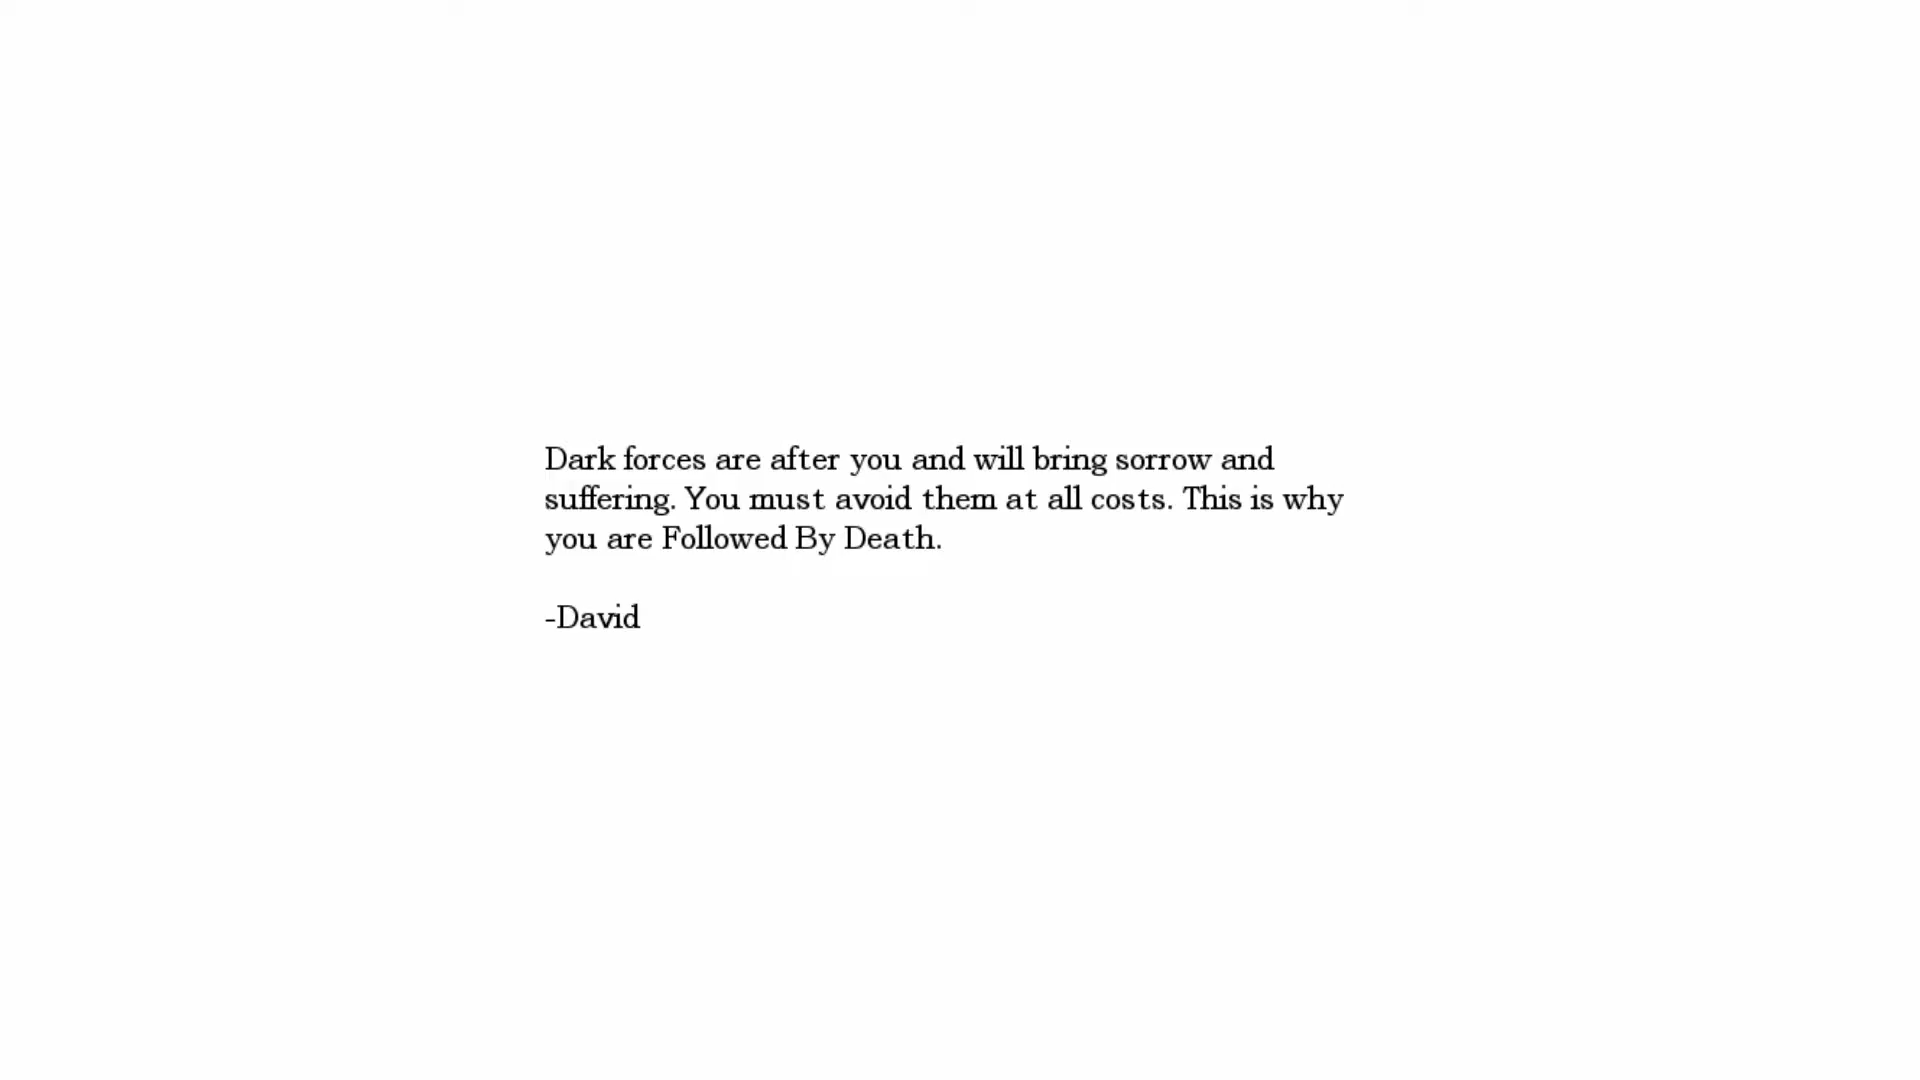 Dark forces are after you and will bring sorrow and
suffering. You must avoid them at all costs. This is why
you are Followed By Death.
-David